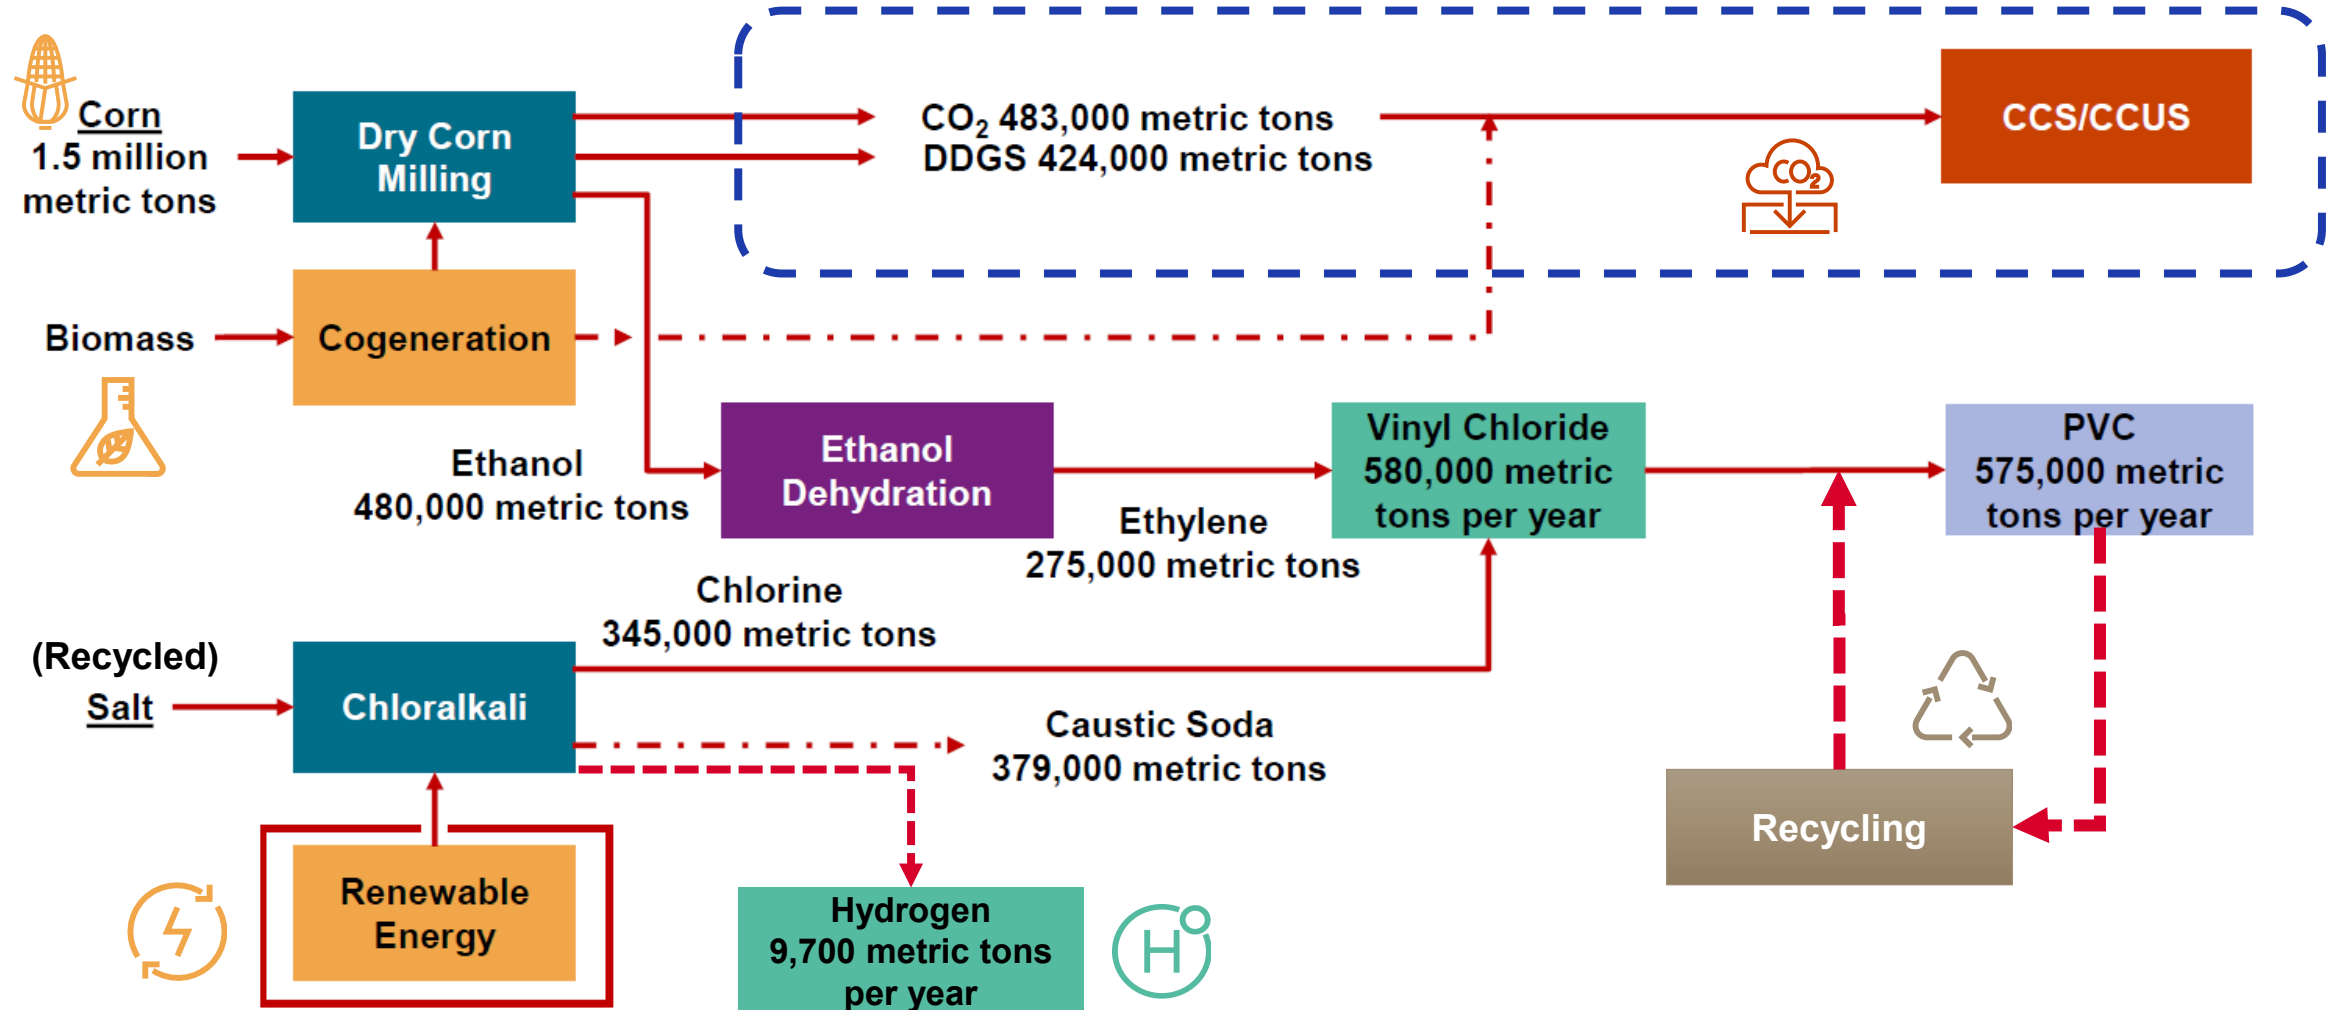 Corn
1.5 million
metric tons
Dry Corn
Milling
CO₂ 483,000 metric tons
DDGS 424,000 metric tons
CO₂
CCS/CCUS
Biomass
Cogeneration
Ethanol
480,000 metric tons
Ethanol
Dehydration
Ethylene
275,000 metric tons
Vinyl Chloride
580,000 metric
tons per year
PVC
575,000 metric
tons per year
Chlorine
345,000 metric tons
(Recycled)
Salt
Chloralkali
Caustic Soda
379,000 metric tons
Recycling
Renewable
Energy
Hydrogen
9,700 metric tons
per year
H